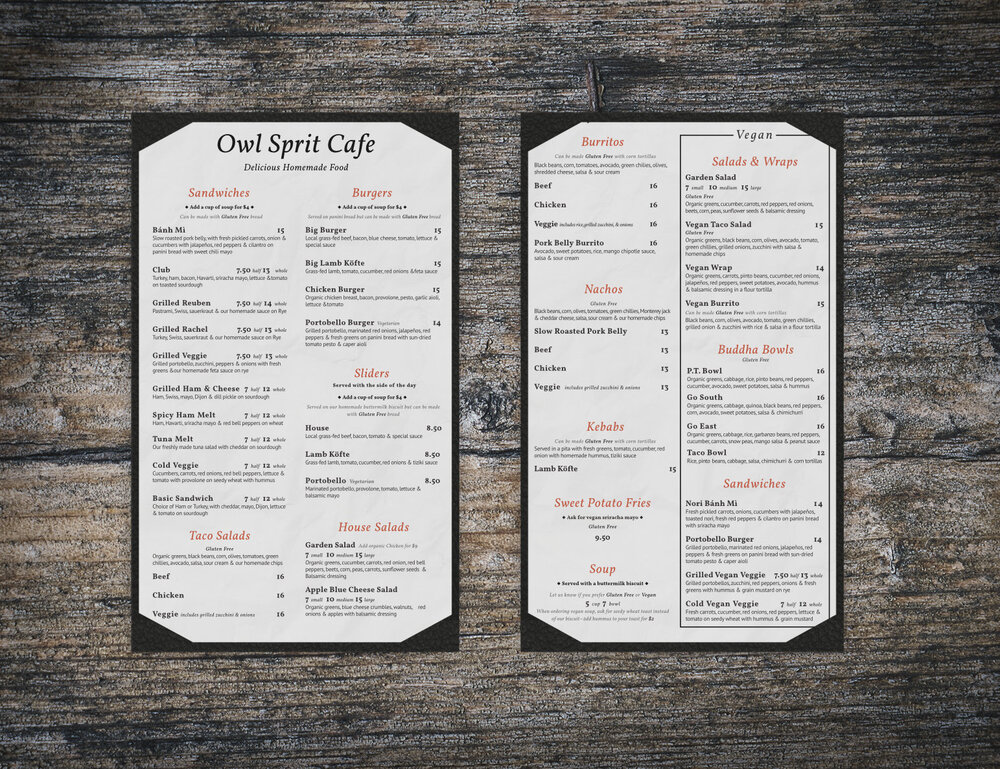 Owl Sprit Cafe
Delicious Homemade Food
Sandwiches
♦ Add a cup of soup for $4 ♦
Can be made with Gluten Free bread
Bánh Mì 15
Slow roasted pork belly, with fresh pickled carrots, onion &
cucumbers with jalapeños, red peppers & cilantro on
panini bread with sweet chili mayo
Club 7.50 half 13 whole
Turkey, ham, bacon, Havarti, sriracha mayo, lettuce & tomato
on toasted sourdough
Grilled Reuben 7.50 half 14 whole
Pastrami, Swiss, sauerkraut & our homemade sauce on Rye
Grilled Rachel 7.50 half 13 whole
Turkey, Swiss, sauerkraut & our homemade sauce on Rye
Grilled Veggie 7.50 half 13 whole
Grilled portobello, zucchini, peppers & onions with fresh
greens &our homemade feta sauce on rye
Grilled Ham & Cheese 7 half 12 whole
Ham, Swiss, mayo, Dijon & dill pickle on sourdough
Spicy Ham Melt 7 half 12 whole
Ham, Havarti, sriracha mayo & red bell peppers on wheat
Tuna Melt 7 half 12 whole
Our freshly made tuna salad with cheddar on sourdough
Cold Veggie 7 half 12 whole
Cucumbers, carrots, red onions, red bell peppers, lettuce &
tomato with provolone on seedy wheat with hummus
Basic Sandwich 7 half 12 whole
Choice of Ham or Turkey, with cheddar, mayo, Dijon, lettuce
& tomato on sourdough
Taco Salads
Gluten Free
Organic greens, black beans, corn, olives, tomatoes, green
chillies, avocado, salsa, sour cream & our homemade chips
Beef 16
Chicken 16
Veggie includes grilled zucchini & onions 16
Burgers
♦ Add a cup of soup for $4 ♦
Served on panini bread but can be made with Gluten Free bread
Big Burger 15
Local grass-fed beef, bacon, blue cheese, tomato, lettuce &
special sauce
Big Lamb Köfte 15
Grass-fed lamb, tomato, cucumber, red onions &feta sauce
Chicken Burger 15
Organic chicken breast, bacon, provolone, pesto, garlic aioli,
lettuce &tomato
Portobello Burger Vegetarian 14
Grilled portobello, marinated red onions, jalapeños, red
peppers & fresh greens on panini bread with sun-dried
tomato pesto & caper aioli
Sliders
Served with the side of the day
♦ Add a cup of soup for $4 ♦
Served on our homemade buttermilk biscuit but can be made
with Gluten Free bread
House 8.50
Local grass-fed beef, bacon, tomato & special sauce
Lamb Köfte 8.50
Grass-fed lamb, tomato, cucumber, red onions & tziki sauce
Portobello Vegetarian 8.50
Marinated portobello, provolone, tomato, lettuce &
balsamic mayo
House Salads
Garden Salad Add organic Chicken for $9
7 small 10 medium 15 large
Organic greens, cucumber, carrots, red onion, red bell
peppers, beets, corn, peas, carrots, sunflower seeds &
Balsamic dressing
Apple Blue Cheese Salad
7 small 10 medium 15 large
Organic greens, blue cheese crumbles, walnuts, red
onions & apples with balsamic dressing
Burritos
Can be made Gluten Free with corn tortillas
Black beans, corn, tomatoes, avocado, green chillies, olives,
shredded cheese, salsa & sour cream
Beef 16
Chicken 16
Veggie includes rice, grilled zucchini, & onions 16
Pork Belly Burrito 16
Avocado, sweet potatoes, rice, mango chipotle sauce,
salsa & sour cream
Nachos
Gluten Free
Black beans, corn, olives, tomatoes, green chillies, Monterey jack
& cheddar cheese, salsa, sour cream & our homemade chips
Slow Roasted Pork Belly 13
Beef 13
Chicken 13
Veggie includes grilled zucchini & onions 13
Kebabs
Can be made Gluten Free with corn tortillas
Served in a pita with fresh greens, tomato, cucumber, red
onion with homemade hummus, tziki sauce
Lamb Köfte 15
Sweet Potato Fries
♦ Ask for vegan sriracha mayo ♦
Gluten Free
9.50
Soup
♦ Served with a buttermilk biscuit ♦
Let us know if you prefer Gluten Free or Vegan
5 cup 7 bowl
When ordering vegan soup, ask for seedy wheat toast instead
of our biscuit - add hummus to your toast for $2
Vegan
Salads & Wraps
Garden Salad
7 small 10 medium 15 large
Gluten Free
Organic greens, cucumber, carrots, red peppers, red onions,
beets, corn, peas, sunflower seeds & balsamic dressing
Vegan Taco Salad 15
Gluten Free
Organic greens, black beans, corn, olives, avocado, tomato,
green chillies, grilled onions, zucchini with salsa &
homemade chips
Vegan Wrap 14
Organic greens, carrots, pinto beans, cucumber, red onions,
jalapeños, red peppers, sweet potatoes, avocado, hummus
& balsamic dressing in a flour tortilla
Vegan Burrito 15
Can be made Gluten Free with corn tortillas
Black beans, corn, olives, avocado, tomato, green chillies,
grilled onion & zucchini with rice & salsa in a flour tortilla
Buddha Bowls
Gluten Free
P.T. Bowl 16
Organic greens, cabbage, rice, pinto beans, red peppers,
cucumber, avocado, sweet potatoes, salsa & hummus
Go South 16
Organic greens, cabbage, quinoa, black beans, red peppers,
corn, avocado, sweet potatoes, salsa & chimichurri
Go East 16
Organic greens, cabbage, rice, garbanzo beans, red peppers,
cucumber, carrots, snow peas, mango salsa & peanut sauce
Taco Bowl 12
Rice, pinto beans, cabbage, salsa, chimichurri & corn tortillas
Sandwiches
Nori Bánh Mì 14
Fresh pickled carrots, onions, cucumbers with jalapeños,
toasted nori, fresh red peppers & cilantro on panini bread
with sriracha mayo
Portobello Burger 14
Grilled portobello, marinated red onions, jalapeños, red
peppers & fresh greens on panini bread with sun-dried
tomato pesto & caper aioli
Grilled Vegan Veggie 7.50 half 13 whole
Grilled portobellos, zucchini, red peppers, onions & fresh
greens with hummus & grain mustard on rye
Cold Vegan Veggie 7 half 12 whole
Fresh carrots, cucumber, red onions, red peppers, lettuce &
tomato on seedy wheat with hummus & grain mustard